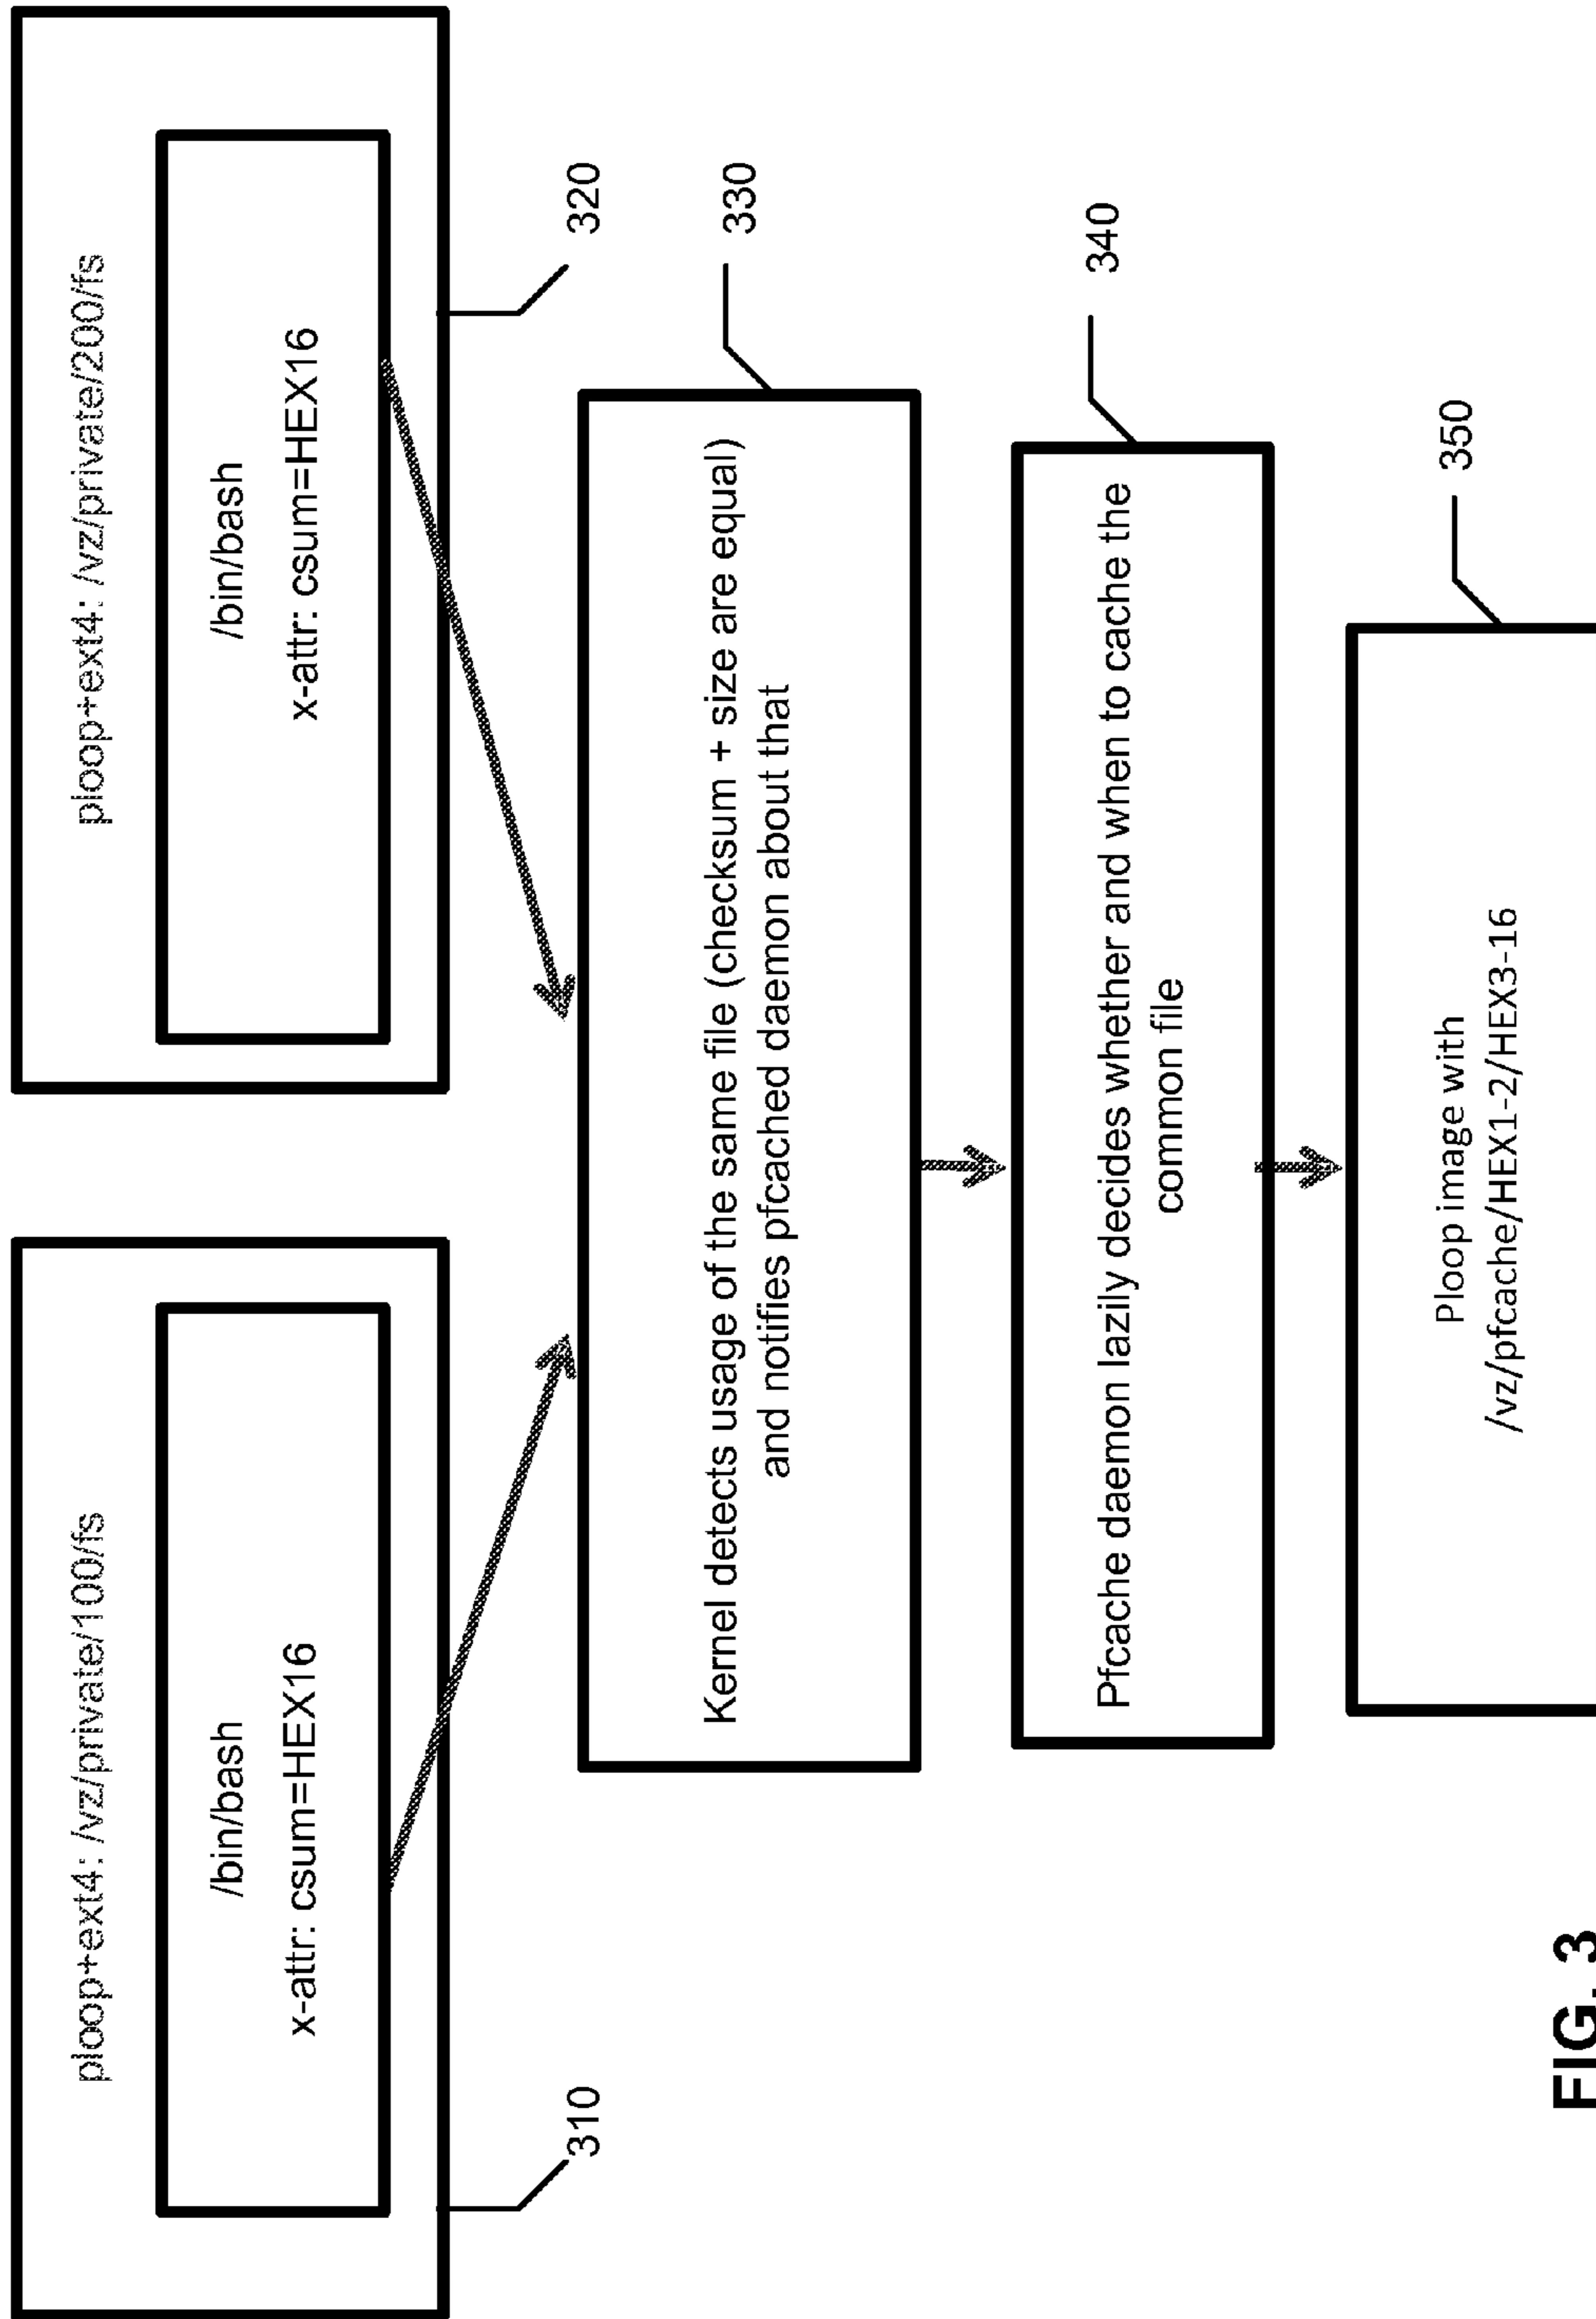 ploop+ext4: /vz/private/100/fs
/bin/bash
x-attr: csum=HEX16
310
ploop+ext4: /vz/private/200/fs
/bin/bash
x-attr: csum=HEX16
320
Kernel detects usage of the same file (checksum + size are equal)
and notifies pfcached daemon about that
330
Pfcache daemon lazily decides whether and when to cache the
common file
340
Ploop image with
/vz/pfcache/HEX1-2/HEX3-16
350
FIG. 3